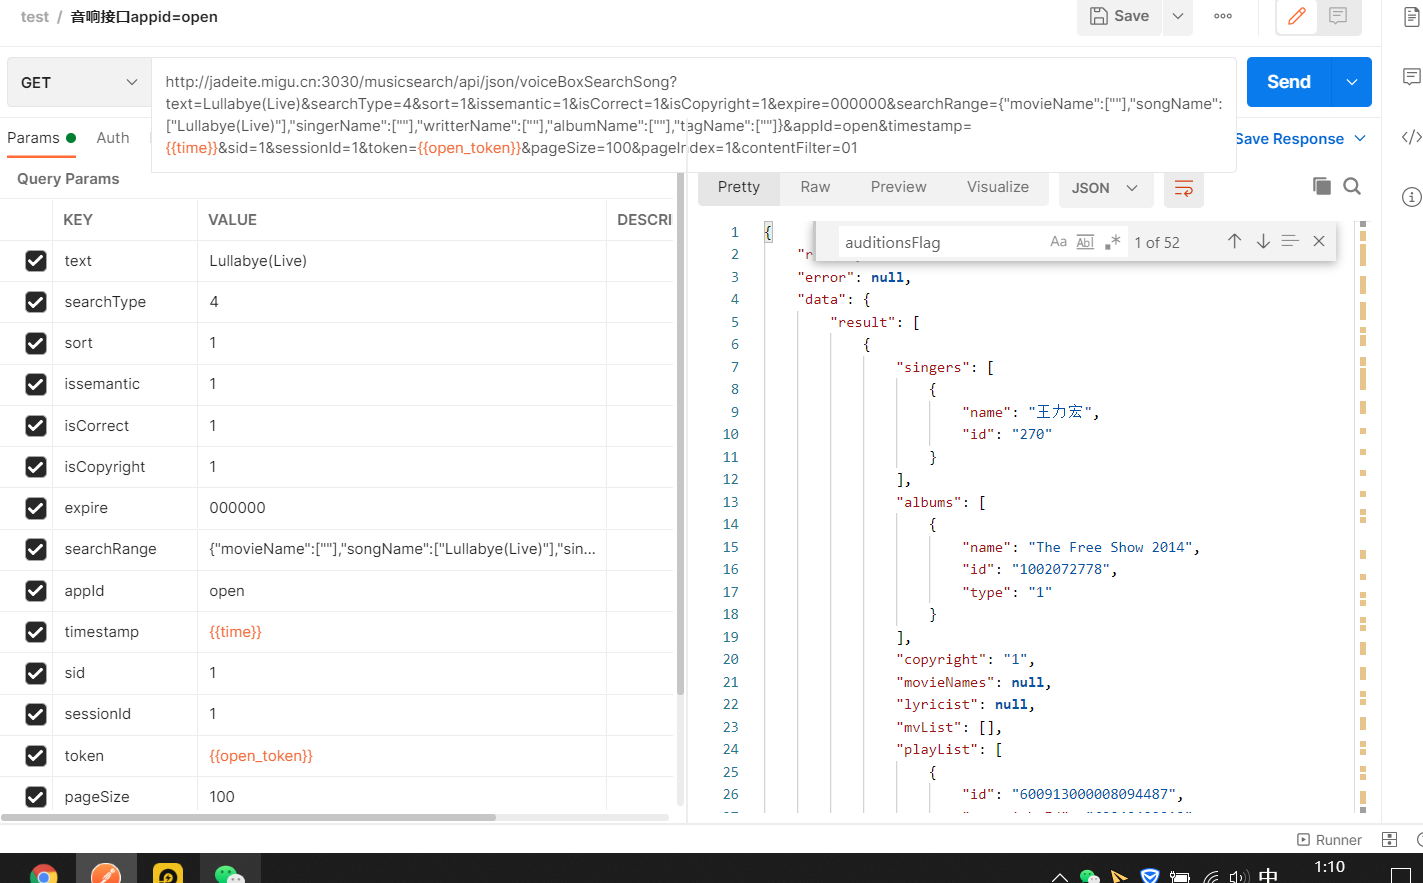 test / 音响接口appid=open
Save
GET
http://jadeite.migu.cn:3030/musicsearch/api/json/voiceBoxSearchSong?
text=Lullabye(Live)&searchType=4&sort=1&issemantic=1&isCorrect=1&isCopyright=1&expire=000000&searchRange={"movieName":[""],"songName":
["Lullabye(Live)"],"singerName":[""],"writterName":[""],"albumName":[""],"tagName":[""]}&appId=open&timestamp=
{{time}}&sid=1&sessionId=1&token={{open_token}}&pageSize=100&pageIndex=1&contentFilter=01
Send
Params
Auth
Save Response
Query Params
Pretty
Raw
Preview
Visualize
JSON
KEY VALUE DESCRI
text Lullabye(Live)
searchType 4
sort 1
issemantic 1
isCorrect 1
isCopyright 1
expire 000000
searchRange {"movieName":[""],"songName":["Lullabye(Live)"],"sin...
appId open
timestamp {{time}}
sid 1
sessionId 1
token {{open_token}}
pageSize 100
auditionsFlag Aa Abl .* 1 of 52
1 {
2 "r
3 "error": null,
4 "data": {
5 "result": [
6 {
7 "singers": [
8 {
9 "name": "王力宏",
10 "id": "270"
11 }
12 ],
13 "albums": [
14 {
15 "name": "The Free Show 2014",
16 "id": "1002072778",
17 "type": "1"
18 }
19 ],
20 "copyright": "1",
21 "movieNames": null,
22 "lyricist": null,
23 "mvList": [],
24 "playList": [
25 {
26 "id": "600913000008094487",
Runner
中
1:10